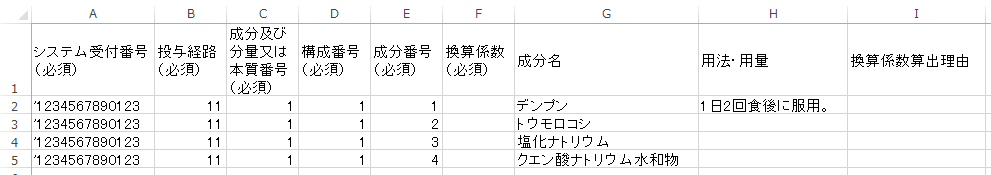 A B C D E F G H I
1 システム受付番号(必須) 投与経路(必須) 成分及び分量又は本質番号(必須) 構成番号(必須) 成分番号(必須) 換算係数(必須) 成分名 用法・用量 換算係数算出理由
2 '1234567890123 11 1 1 1 デンプン 1日2回食後に服用。
3 '1234567890123 11 1 1 2 トウモロコシ
4 '1234567890123 11 1 1 3 塩化ナトリウム
5 '1234567890123 11 1 1 4 クエン酸ナトリウム水和物